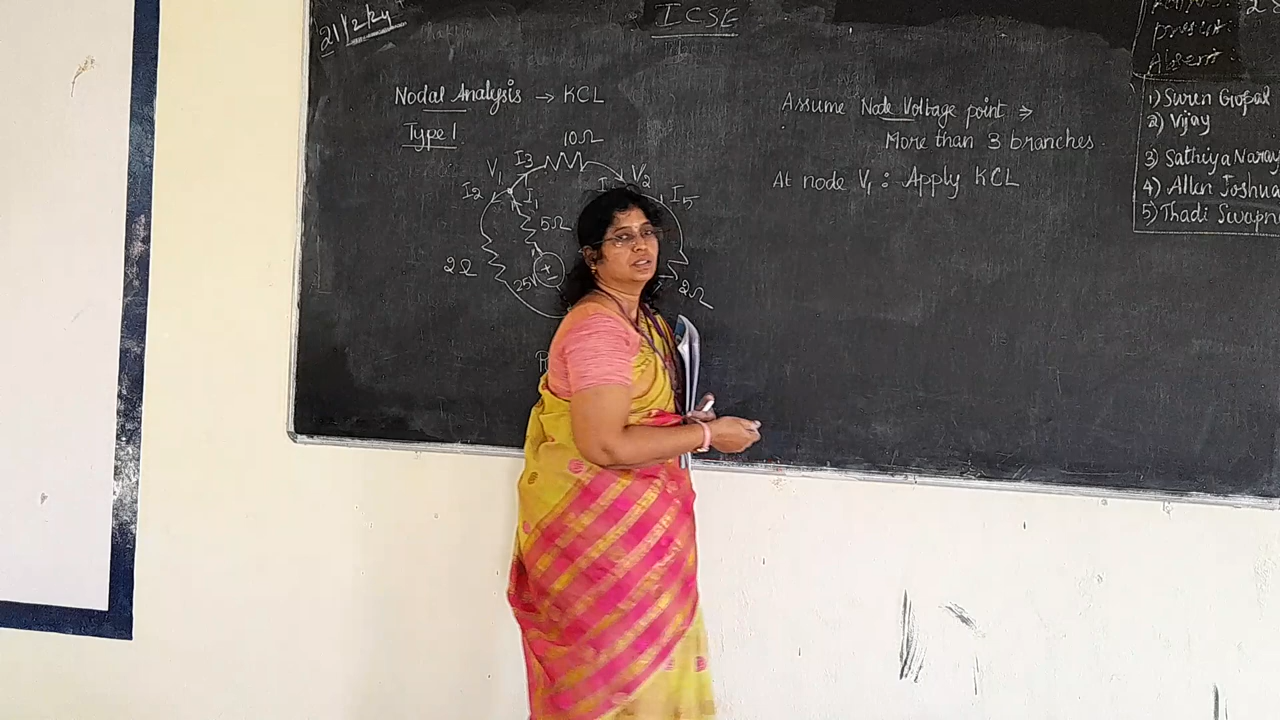 21/2/24
ICSE
Nodal Analysis → KCL
Type 1.
10Ω
V1 I3 V2
I2 I1 I5
5Ω
2Ω
25V
2Ω
Assume Node Voltage point ⇒
More than 3 branches
At node V1 : Apply KCL
present:
Absent:
1) Suren Gopal
2) Vijay
3) Sathiya Naray
4) Allen Joshua
5) Thadi Swapn